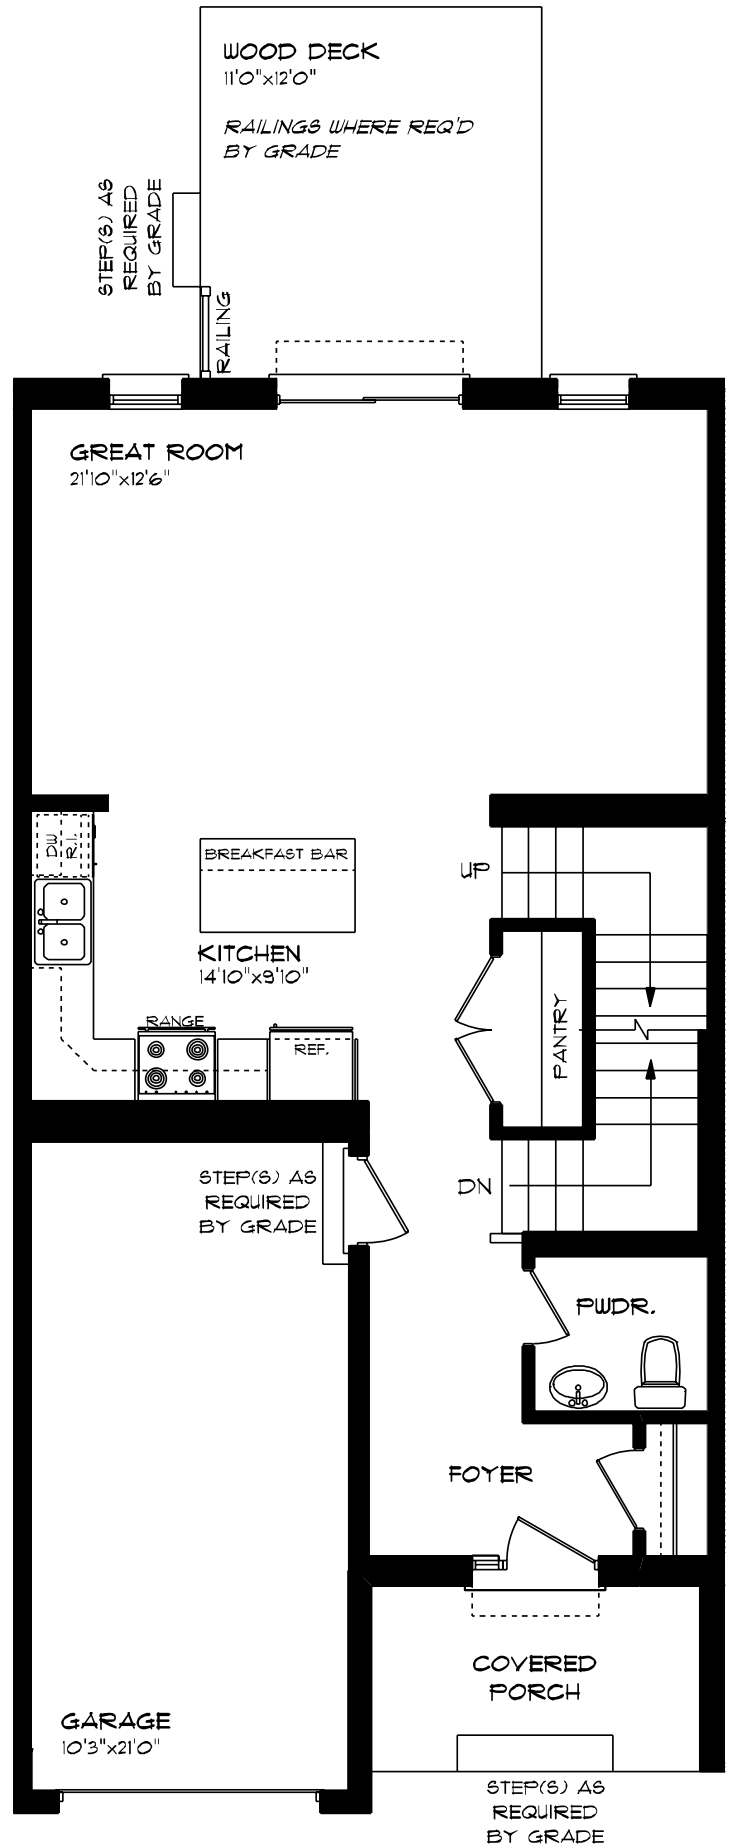 WOOD DECK
11'0"x12'0"
RAILINGS WHERE REQ'D
BY GRADE
STEP(S) AS
REQUIRED
BY GRADE
RAILING
GREAT ROOM
21'10"x12'6"
DW
R.I.
BREAKFAST BAR
UP
KITCHEN
14'10"x9'10"
RANGE
REF.
PANTRY
STEP(S) AS
REQUIRED
BY GRADE
DN
PWDR.
FOYER
COVERED
PORCH
GARAGE
10'3"x21'0"
STEP(S) AS
REQUIRED
BY GRADE